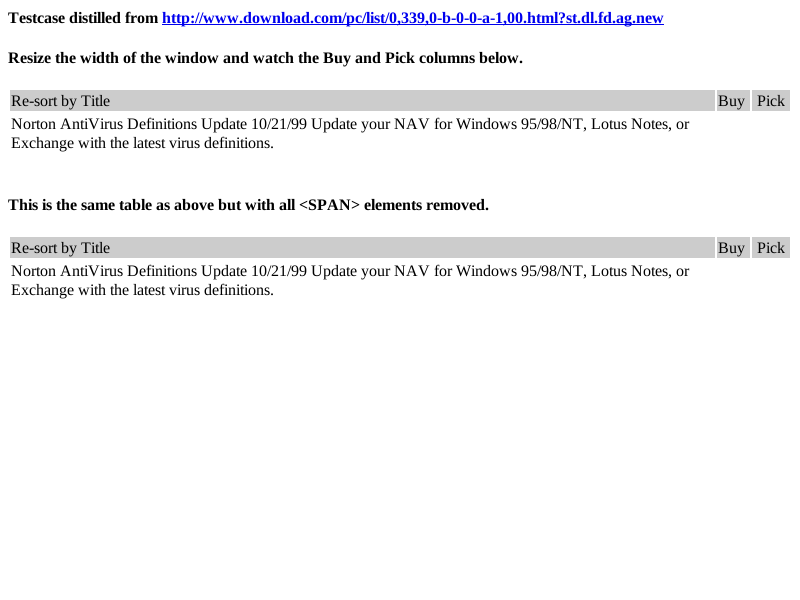 Testcase distilled from http://www.download.com/pc/list/0,339,0-b-0-0-a-1,00.html?st.dl.fd.ag.new
Resize the width of the window and watch the Buy and Pick columns below.
Re-sort by Title Buy Pick
Norton AntiVirus Definitions Update 10/21/99 Update your NAV for Windows 95/98/NT, Lotus Notes, or
Exchange with the latest virus definitions.
This is the same table as above but with all <SPAN> elements removed.
Re-sort by Title Buy Pick
Norton AntiVirus Definitions Update 10/21/99 Update your NAV for Windows 95/98/NT, Lotus Notes, or
Exchange with the latest virus definitions.